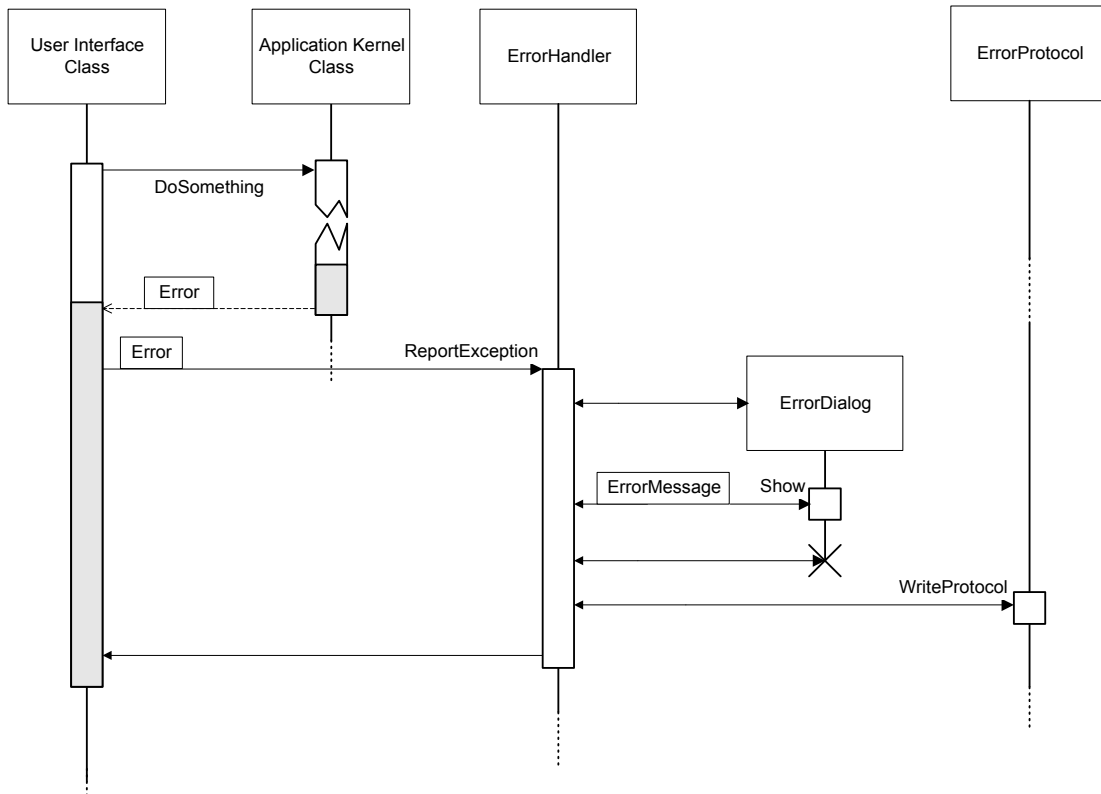 User Interface
Class
Application Kernel
Class
ErrorHandler
ErrorProtocol
DoSomething
Error
Error
ReportException
ErrorDialog
ErrorMessage
Show
WriteProtocol